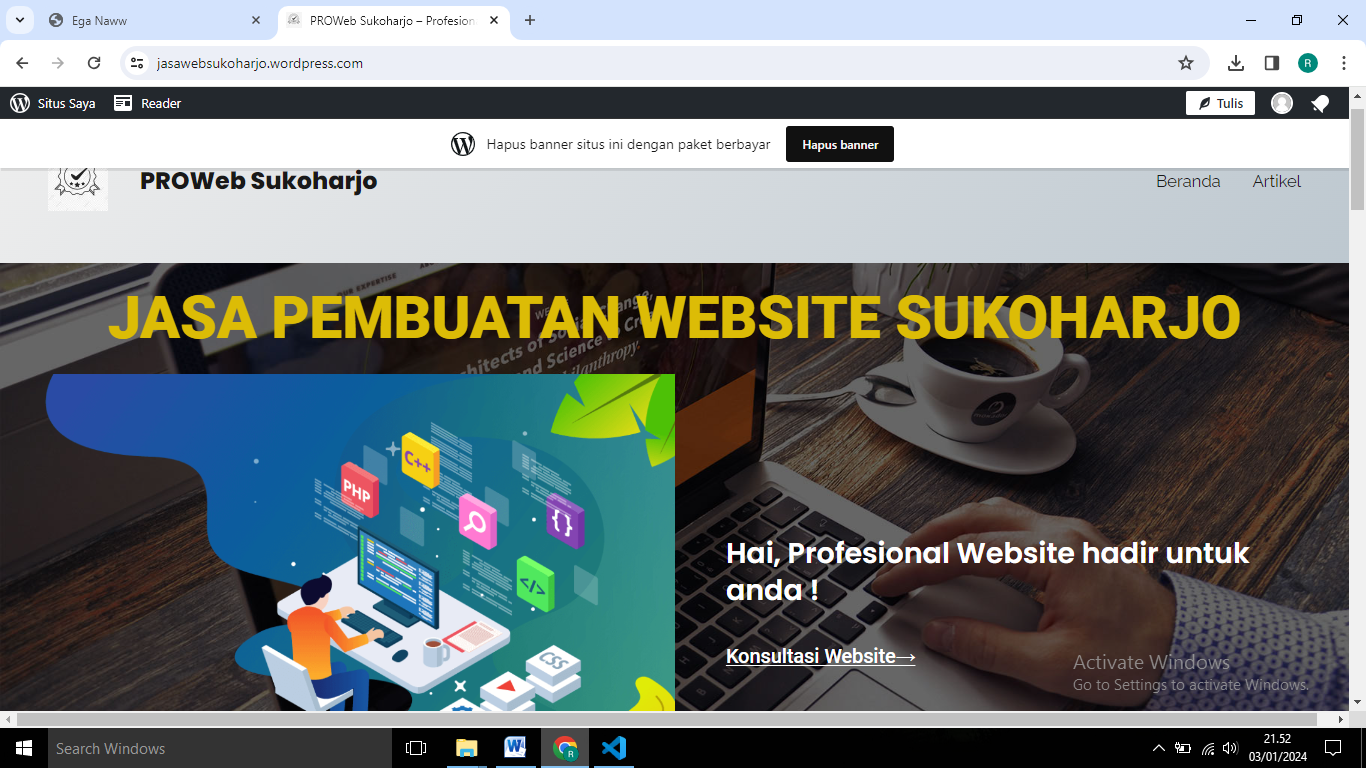 Ega Naww
PROWeb Sukoharjo – Profesion
jasawebsukoharjo.wordpress.com
R
Situs Saya
Reader
Tulis
Hapus banner situs ini dengan paket berbayar
Hapus banner
PROWeb Sukoharjo
Beranda
Artikel
OUR EXPERTISE
JASA PEMBUATAN WEBSITE SUKOHARJO
C++
PHP
{ }
</>
CSS
Hai, Profesional Website hadir untuk
anda !
Konsultasi Website→
Activate Windows
Go to Settings to activate Windows.
Search Windows
R
21.52
03/01/2024